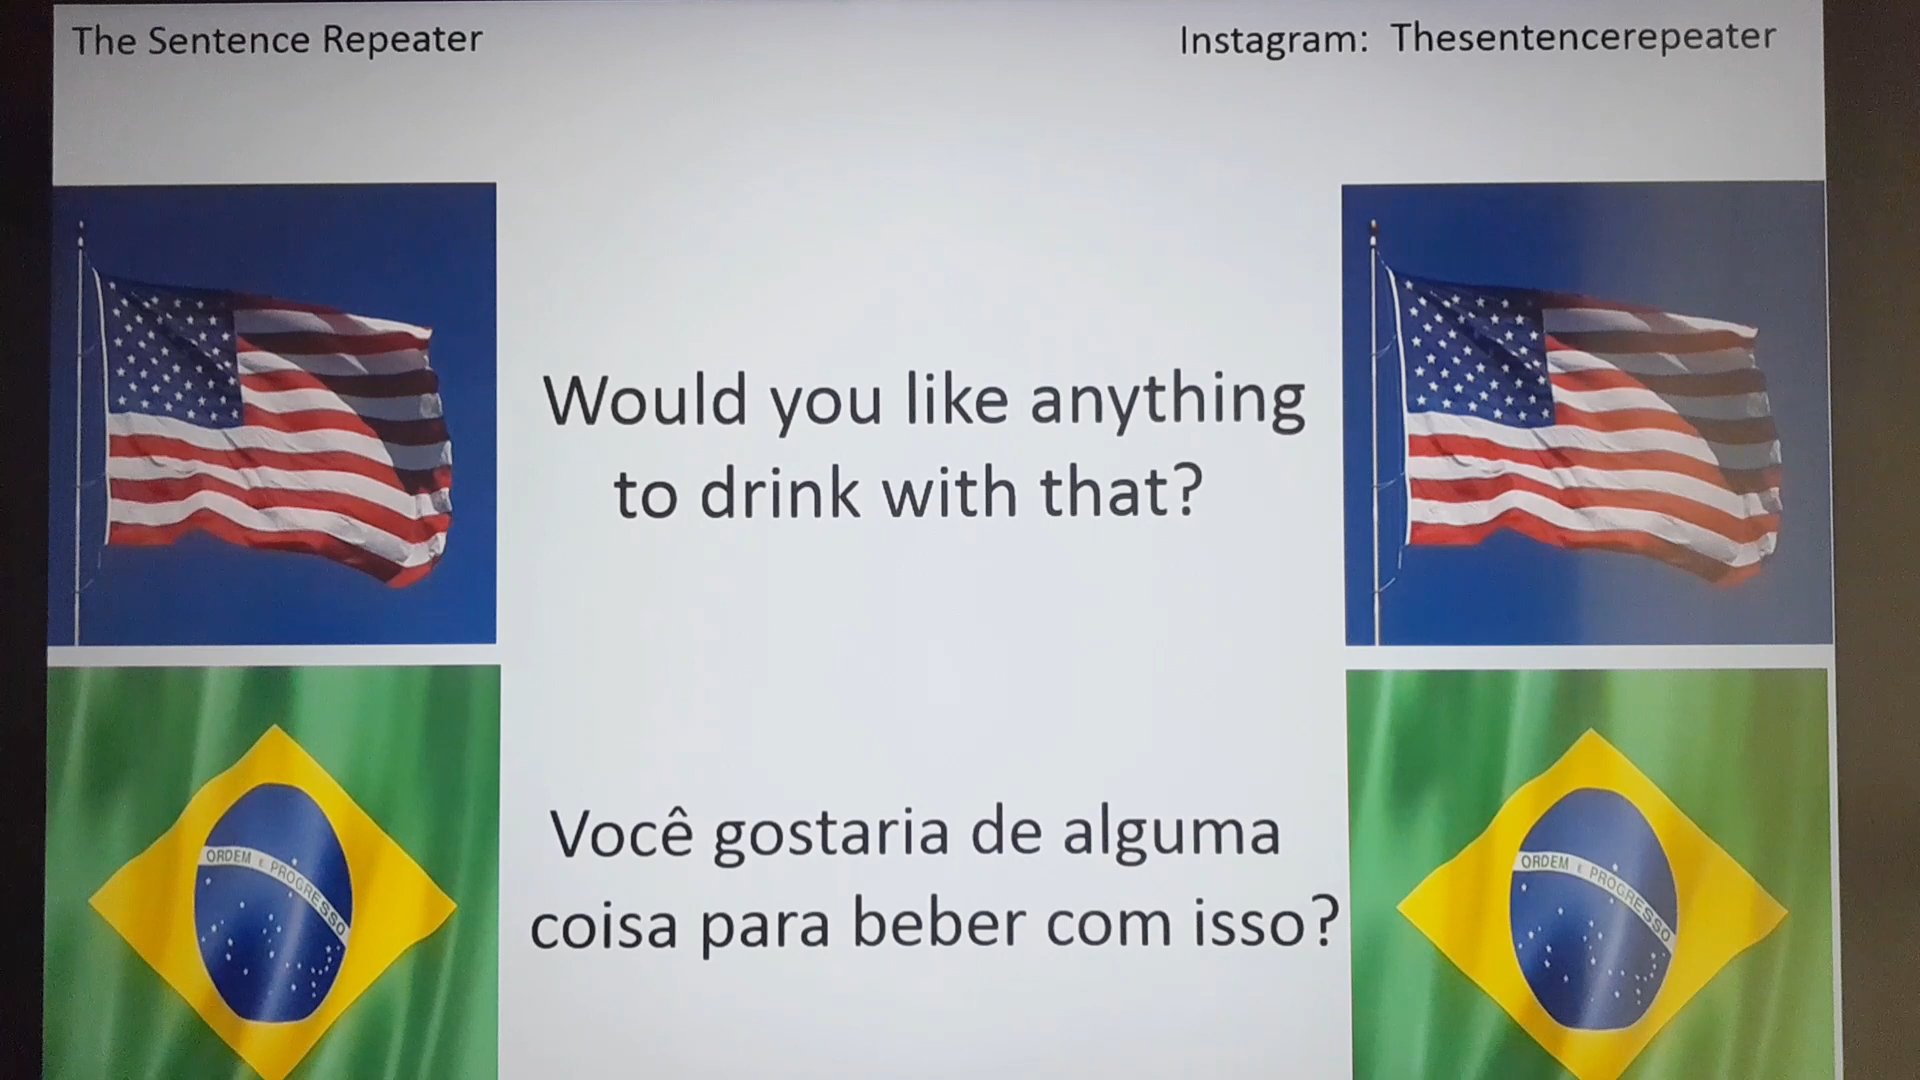 The Sentence Repeater
Instagram: Thesentencerepeater
Would you like anything
to drink with that?
Você gostaria de alguma
coisa para beber com isso?
ORDEM E PROGRESSO
ORDEM E PROGRESSO